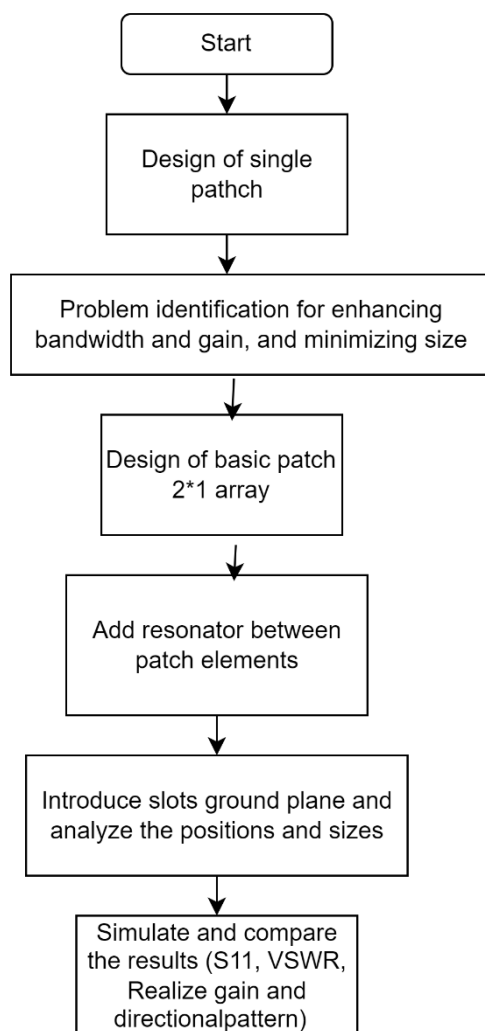 Start
Design of single
pathch
Problem identification for enhancing
bandwidth and gain, and minimizing size
Design of basic patch
2*1 array
Add resonator between
patch elements
Introduce slots ground plane and
analyze the positions and sizes
Simulate and compare
the results (S11, VSWR,
Realize gain and
directionalpattern)